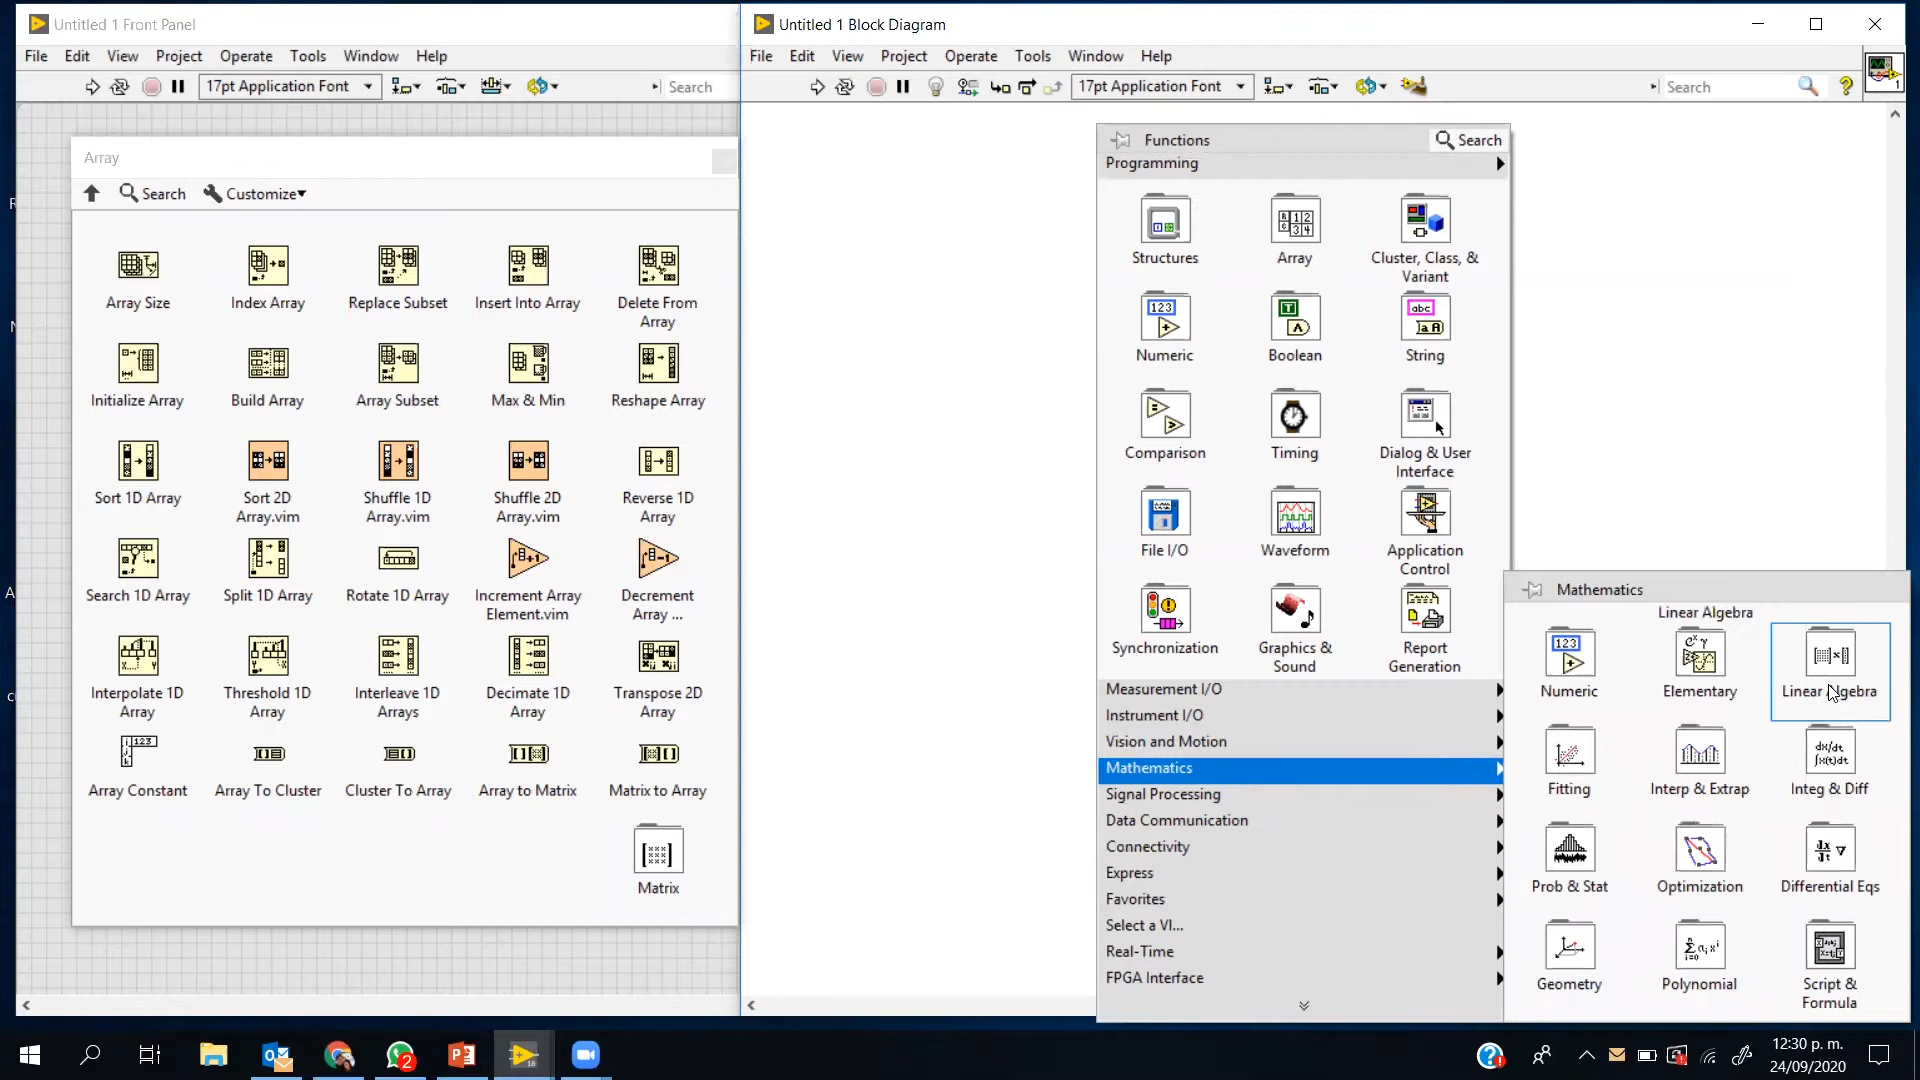 Untitled 1 Front Panel
File Edit View Project Operate Tools Window Help
17pt Application Font
Search
Array
Search
Customize
Array Size
Index Array
Replace Subset
Insert Into Array
Delete From
Array
Initialize Array
Build Array
Array Subset
Max & Min
Reshape Array
Sort 1D Array
Sort 2D
Array.vim
Shuffle 1D
Array.vim
Shuffle 2D
Array.vim
Reverse 1D
Array
Search 1D Array
Split 1D Array
Rotate 1D Array
Increment Array
Element.vim
Decrement
Array ...
Interpolate 1D
Array
Threshold 1D
Array
Interleave 1D
Arrays
Decimate 1D
Array
Transpose 2D
Array
Array Constant
Array To Cluster
Cluster To Array
Array to Matrix
Matrix to Array
Matrix
Untitled 1 Block Diagram
File Edit View Project Operate Tools Window Help
17pt Application Font
Search
Functions
Search
Programming
Structures
Array
Cluster, Class, &
Variant
Numeric
Boolean
String
Comparison
Timing
Dialog & User
Interface
File I/O
Waveform
Application
Control
Synchronization
Graphics &
Sound
Report
Generation
Measurement I/O
Instrument I/O
Vision and Motion
Mathematics
Signal Processing
Data Communication
Connectivity
Express
Favorites
Select a VI...
Real-Time
FPGA Interface
Mathematics
Linear Algebra
Numeric
Elementary
Linear Algebra
Fitting
Interp & Extrap
Integ & Diff
Prob & Stat
Optimization
Differential Eqs
Geometry
Polynomial
Script &
Formula
12:30 p. m.
24/09/2020